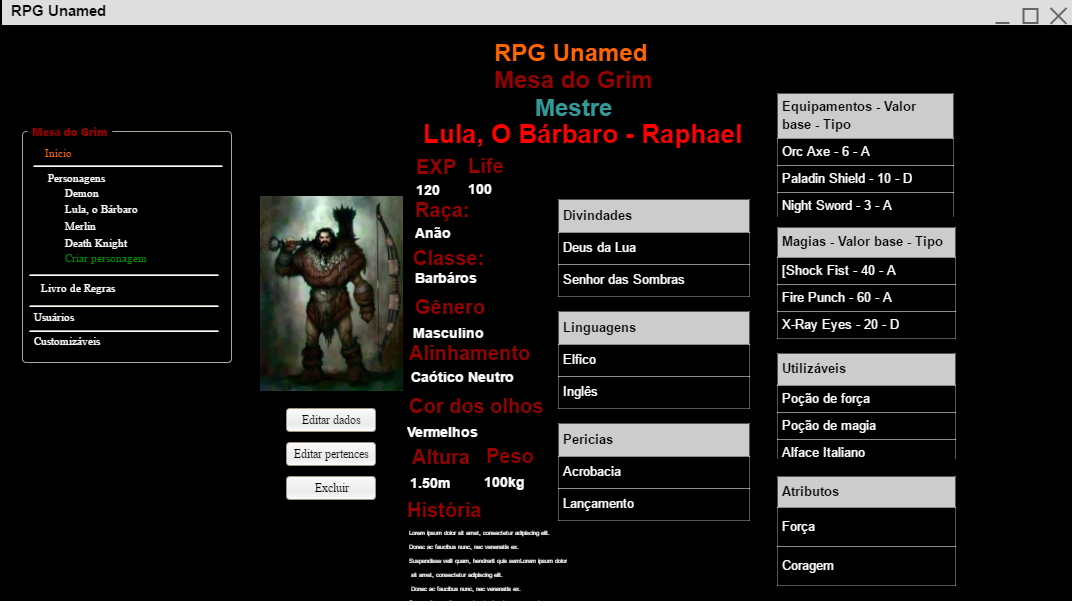 RPG Unamed
RPG Unamed
Mesa do Grim
Mestre
Lula, O Bárbaro - Raphael
Mesa do Grim
Início
Personagens
Demon
Lula, o Bárbaro
Merlin
Death Knight
Criar personagem
Livro de Regras
Usuários
Customizáveis
Editar dados
Editar pertences
Excluir
EXP Life
120 100
Raça:
Anão
Classe:
Barbáros
Gênero
Masculino
Alinhamento
Caótico Neutro
Cor dos olhos
Vermelhos
Altura Peso
1.50m 100kg
História
Lorem ipsum dolor sit amet, consectetur adipiscing elit.
Donec ac faucibus nunc, nec venenatis ex.
Suspendisse velit quam, hendrerit quis semLorem ipsum dolor
sit amet, consectetur adipiscing elit.
Donec ac faucibus nunc, nec venenatis ex.
Divindades
Deus da Lua
Senhor das Sombras
Linguagens
Elfico
Inglês
Pericias
Acrobacia
Lançamento
Equipamentos - Valor
base - Tipo
Orc Axe - 6 - A
Paladin Shield - 10 - D
Night Sword - 3 - A
Magias - Valor base - Tipo
[Shock Fist - 40 - A
Fire Punch - 60 - A
X-Ray Eyes - 20 - D
Utilizáveis
Poção de força
Poção de magia
Alface Italiano
Atributos
Força
Coragem